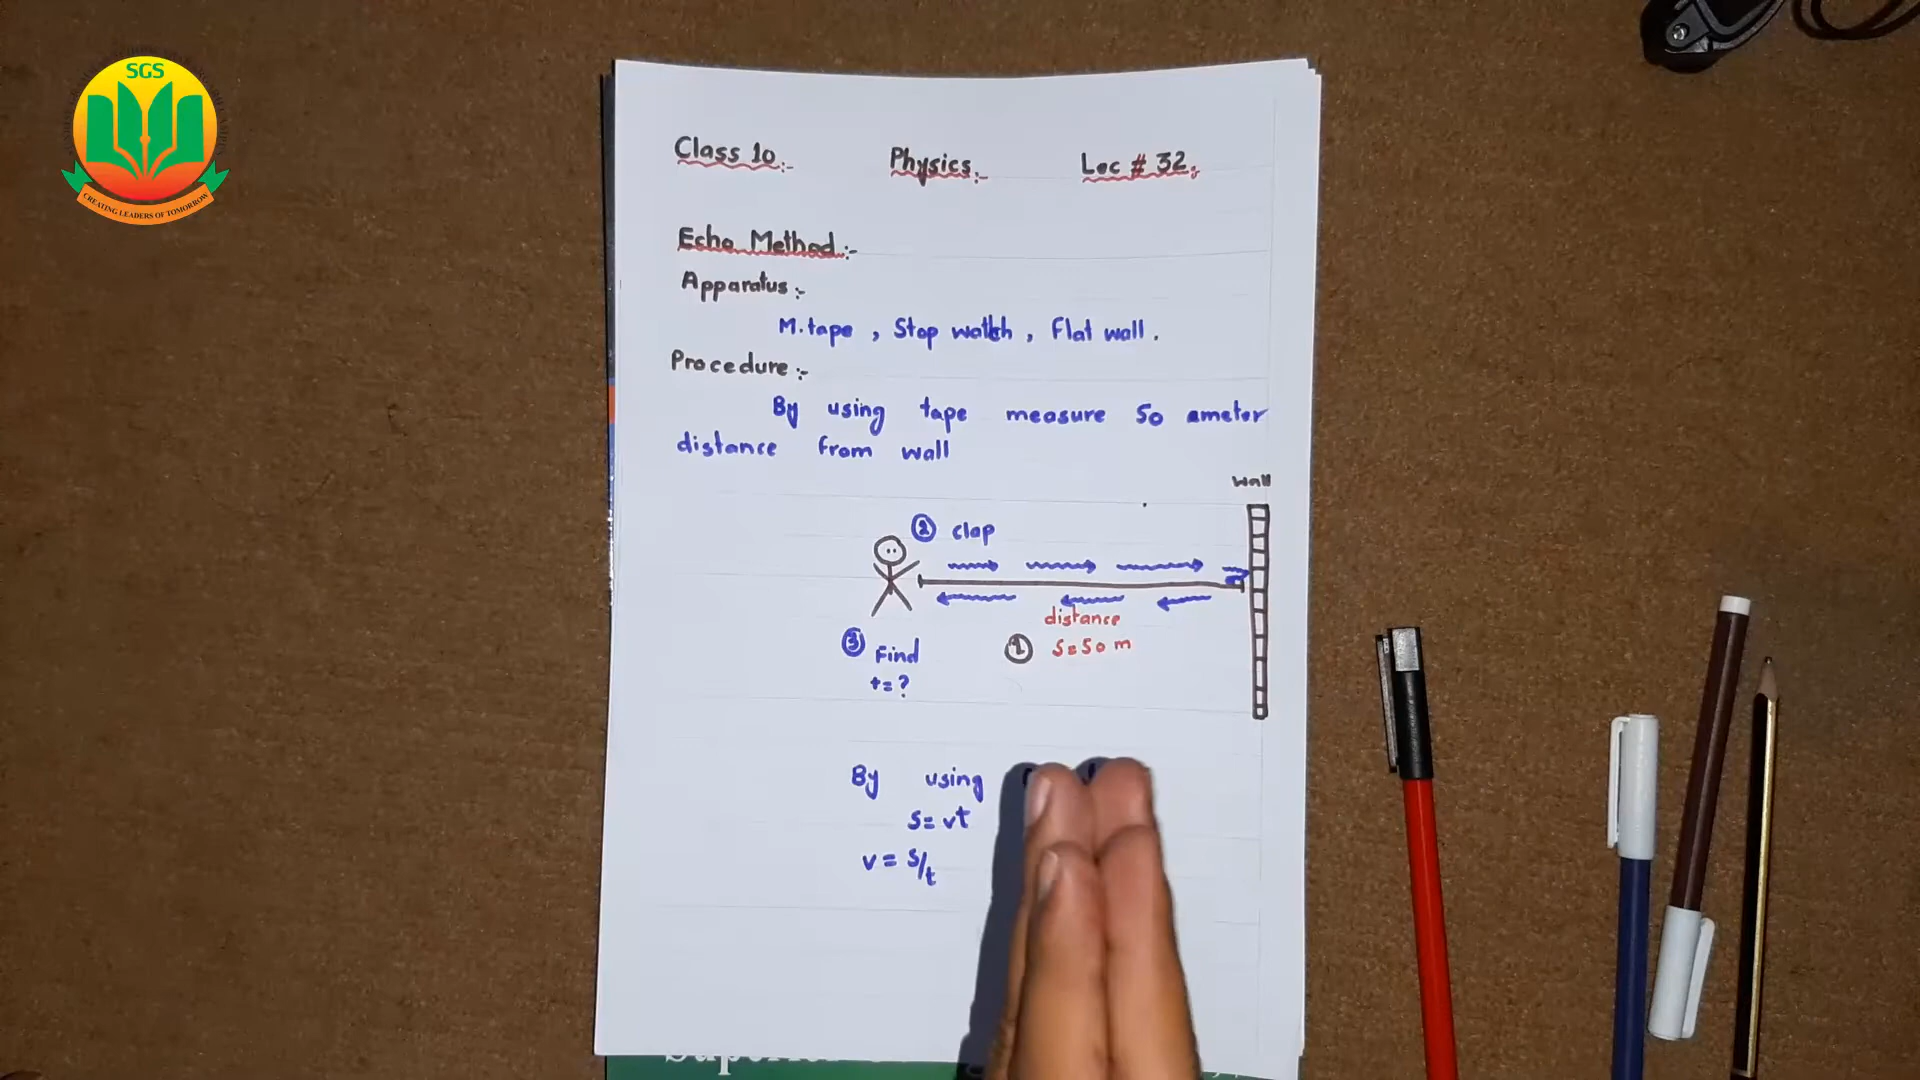 SGS
CREATING LEADERS OF TOMORROW
Class 10:- Physics:- Lec # 32:
Echo Method:-
Apparatus:-
M.tape , Stop watch , Flat wall .
Procedure:-
By using tape measure 50 ameter
distance from wall
wall
② clap
distance
① S=50 m
③ Find
t=?
By using
S=vt
v= S/t